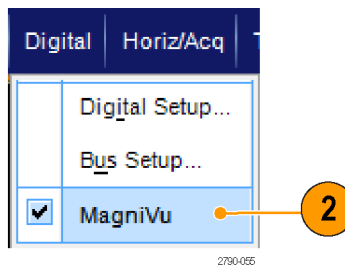 Digital Horiz/Acq
Digital Setup...
Bus Setup...
MagniVu
2
2790-055